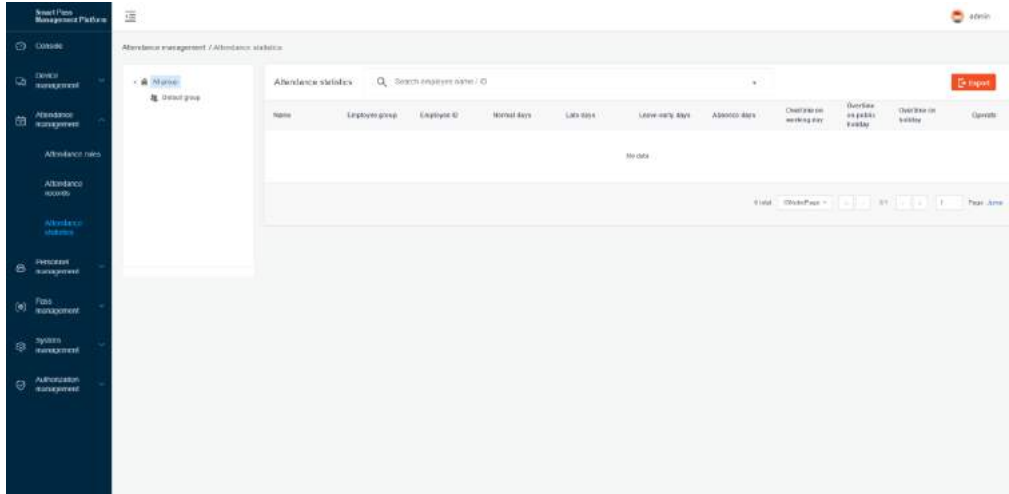 Smart Pass
Management Platform
admin
Console
Attendance management / Attendance statistics
Device
management
All group
Default group
Attendance statistics
Search employee name / ID
Export
Attendance
management
Name
Employee group
Employee ID
Normal days
Late days
Leave early days
Absence days
Overtime on
working day
Overtime
on public
holiday
Overtime on
holiday
Operate
Attendance rules
No data
Attendance
records
0 total
0/1
1
Page
Jump
Attendance
statistics
Personnel
management
Pass
management
System
management
Authorization
management